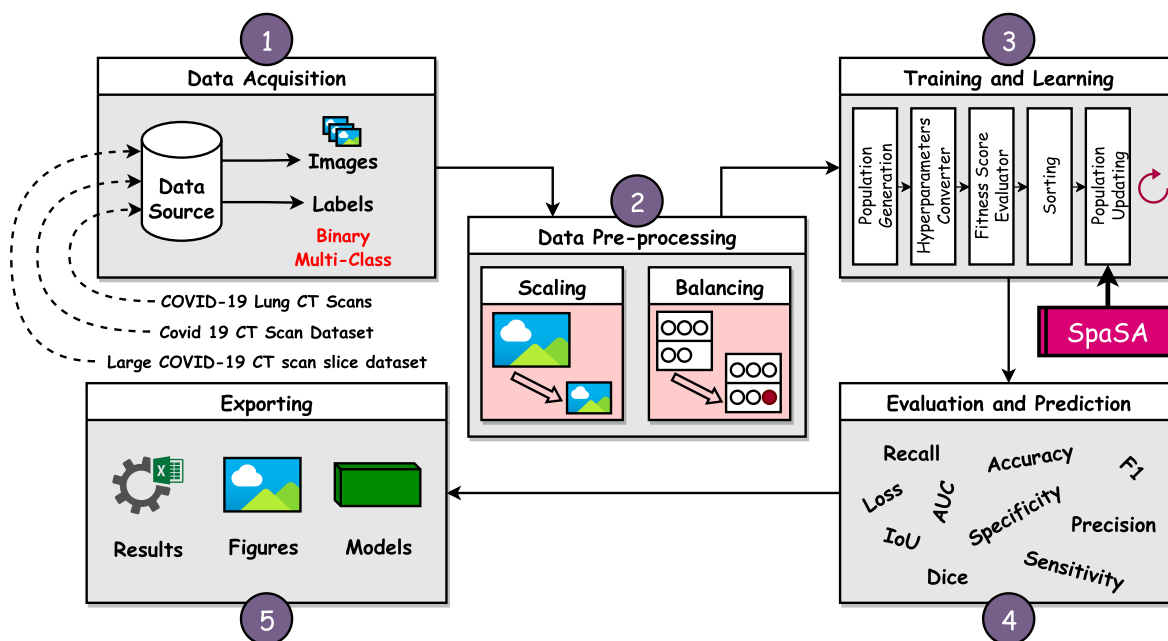 1
Data Acquisition
Data
Source
Images
Labels
Binary
Multi-Class
COVID-19 Lung CT Scans
Covid 19 CT Scan Dataset
Large COVID-19 CT scan slice dataset
2
Data Pre-processing
Scaling
Balancing
3
Training and Learning
Population
Generation
Hyperparameters
Converter
Fitness Score
Evaluator
Sorting
Population
Updating
SpaSA
Evaluation and Prediction
Recall
Accuracy
F1
Loss
AUC
Specificity
Precision
IoU
Dice
Sensitivity
4
Exporting
X
Results
Figures
Models
5